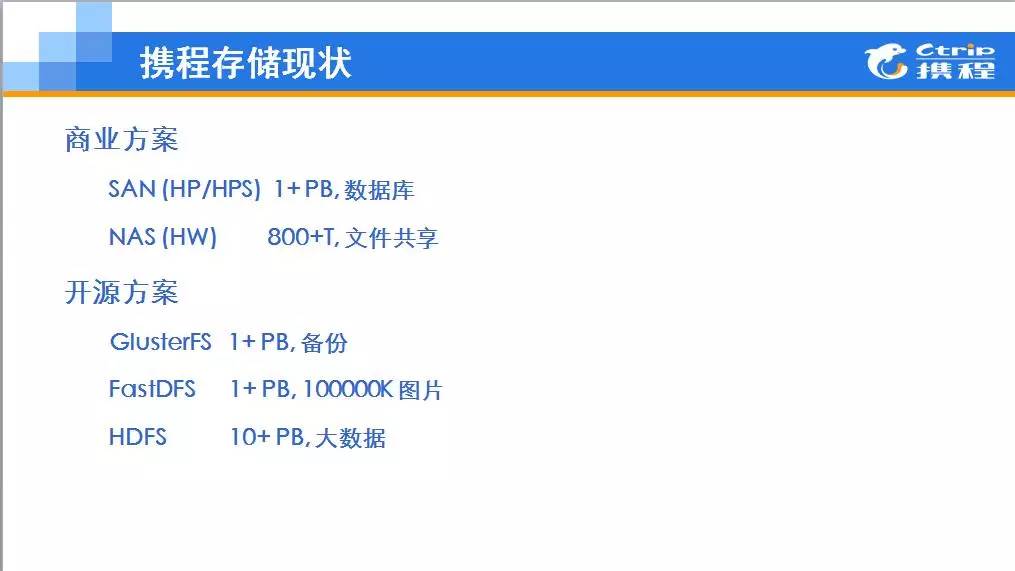 携程存储现状
Ctrip
携程
商业方案
SAN (HP/HPS) 1+ PB, 数据库
NAS (HW) 800+T, 文件共享
开源方案
GlusterFS 1+ PB, 备份
FastDFS 1+ PB, 100000K 图片
HDFS 10+ PB, 大数据